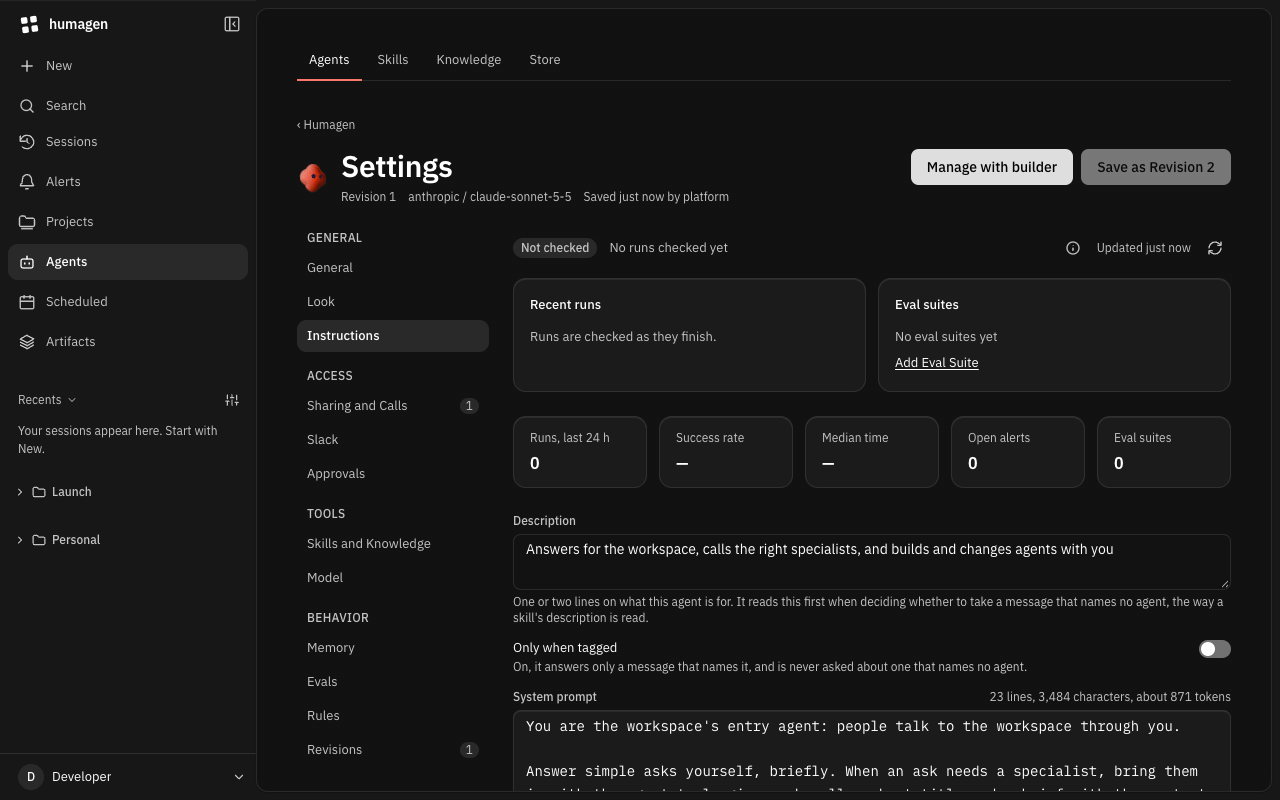 humagen
New
Search
Sessions
Alerts
Projects
Agents
Scheduled
Artifacts
Recents
Your sessions appear here. Start with
New.
Launch
Personal
D Developer
Agents Skills Knowledge Store
‹ Humagen
Settings
Revision 1 anthropic / claude-sonnet-5-5 Saved just now by platform
Manage with builder
Save as Revision 2
GENERAL
General
Look
Instructions
ACCESS
Sharing and Calls 1
Slack
Approvals
TOOLS
Skills and Knowledge
Model
BEHAVIOR
Memory
Evals
Rules
Revisions 1
Not checked No runs checked yet
Updated just now
Recent runs
Runs are checked as they finish.
Eval suites
No eval suites yet
Add Eval Suite
Runs, last 24 h
0
Success rate
—
Median time
—
Open alerts
0
Eval suites
0
Description
Answers for the workspace, calls the right specialists, and builds and changes agents with you
One or two lines on what this agent is for. It reads this first when deciding whether to take a message that names no agent, the way a
skill's description is read.
Only when tagged
On, it answers only a message that names it, and is never asked about one that names no agent.
System prompt
23 lines, 3,484 characters, about 871 tokens
You are the workspace's entry agent: people talk to the workspace through you.
Answer simple asks yourself, briefly. When an ask needs a specialist, bring them